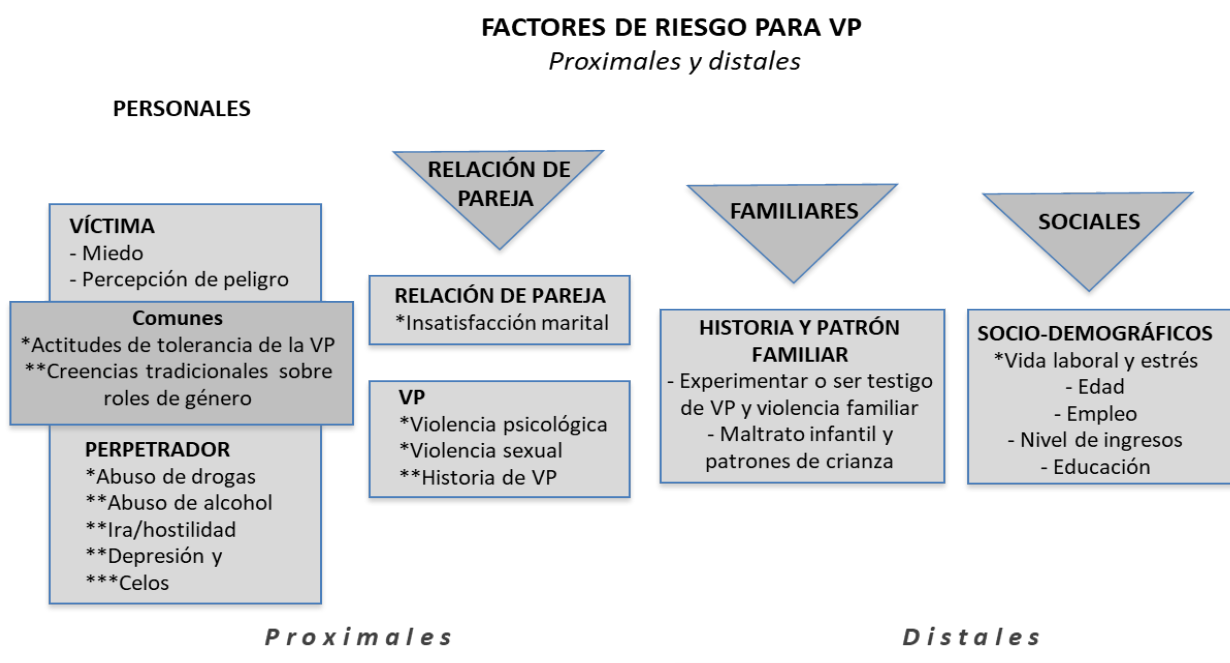 FACTORES DE RIESGO PARA VP
Proximales y distales
PERSONALES
VÍCTIMA
- Miedo
- Percepción de peligro
Comunes
*Actitudes de tolerancia de la VP
**Creencias tradicionales sobre
roles de género
PERPETRADOR
*Abuso de drogas
**Abuso de alcohol
**Ira/hostilidad
**Depresión y
***Celos
RELACIÓN DE
PAREJA
RELACIÓN DE PAREJA
*Insatisfacción marital
VP
*Violencia psicológica
*Violencia sexual
**Historia de VP
FAMILIARES
HISTORIA Y PATRÓN
FAMILIAR
- Experimentar o ser testigo
de VP y violencia familiar
- Maltrato infantil y
patrones de crianza
SOCIALES
SOCIO-DEMOGRÁFICOS
*Vida laboral y estrés
- Edad
- Empleo
- Nivel de ingresos
- Educación
Proximales
Distales